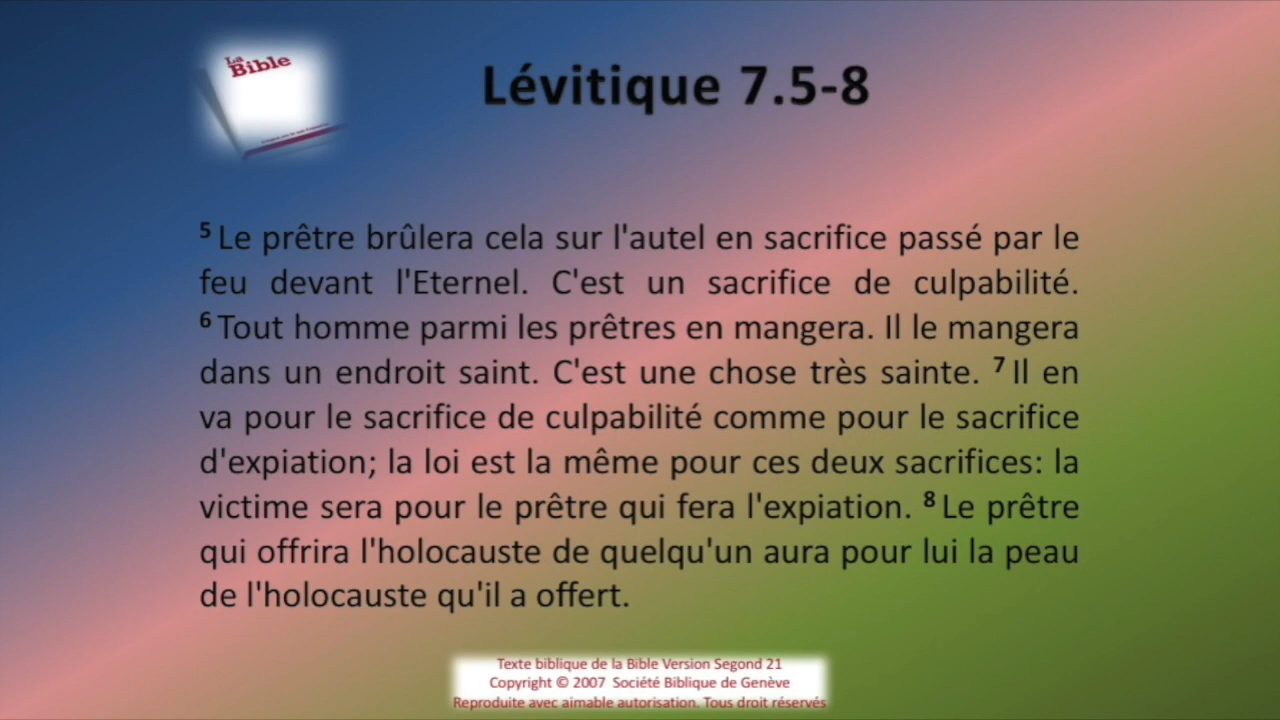 La
Bible
Lévitique 7.5-8
5 Le prêtre brûlera cela sur l'autel en sacrifice passé par le
feu devant l'Eternel. C'est un sacrifice de culpabilité.
6 Tout homme parmi les prêtres en mangera. Il le mangera
dans un endroit saint. C'est une chose très sainte. 7 Il en
va pour le sacrifice de culpabilité comme pour le sacrifice
d'expiation; la loi est la même pour ces deux sacrifices: la
victime sera pour le prêtre qui fera l'expiation. 8 Le prêtre
qui offrira l'holocauste de quelqu'un aura pour lui la peau
de l'holocauste qu'il a offert.
Texte biblique de la Bible Version Segond 21
Copyright © 2007 Société Biblique de Genève
Reproduite avec aimable autorisation. Tous droit réservés